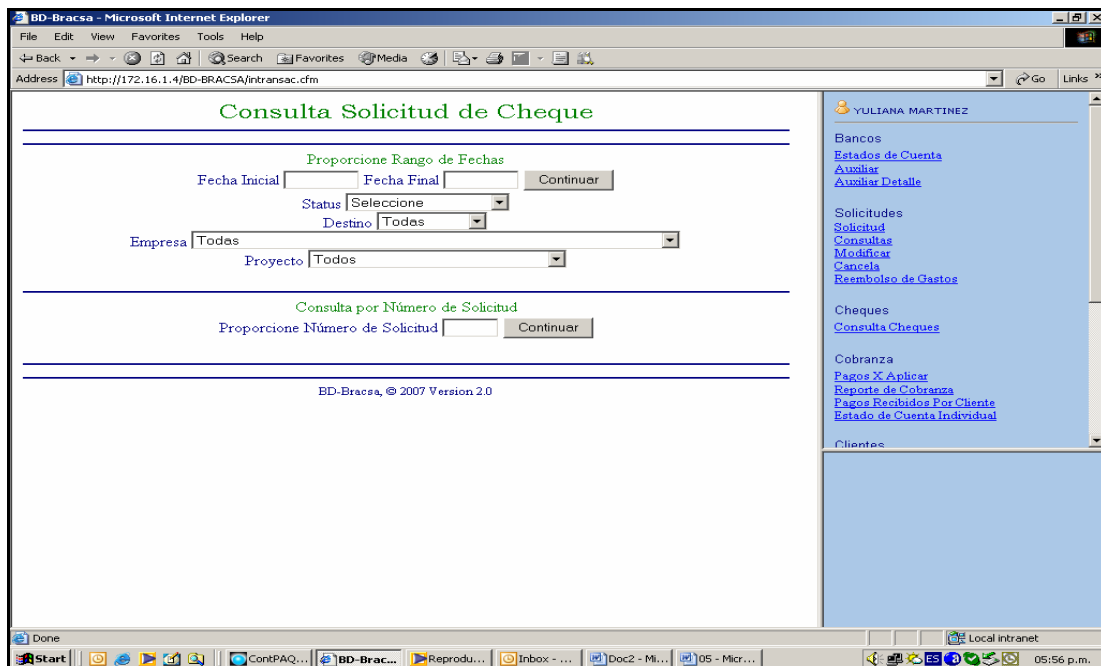 BD-Bracsa - Microsoft Internet Explorer
File Edit View Favorites Tools Help
Back Search Favorites Media
Address http://172.16.1.4/BD-BRACSA/intransac.cfm Go Links »
Consulta Solicitud de Cheque
Proporcione Rango de Fechas
Fecha Inicial Fecha Final Continuar
Status Seleccione
Destino Todas
Empresa Todas
Proyecto Todos
Consulta por Número de Solicitud
Proporcione Número de Solicitud Continuar
BD-Bracsa, © 2007 Version 2.0
YULIANA MARTINEZ
Bancos
Estados de Cuenta
Auxiliar
Auxiliar Detalle
Solicitudes
Solicitud
Consultas
Modificar
Cancela
Reembolso de Gastos
Cheques
Consulta Cheques
Cobranza
Pagos X Aplicar
Reporte de Cobranza
Pagos Recibidos Por Cliente
Estado de Cuenta Individual
Clientes
Done Local intranet
Start ContPAQ... BD-Brac... Reprodu... Inbox - ... Doc2 - Mi... 05 - Micr... ES 05:56 p.m.